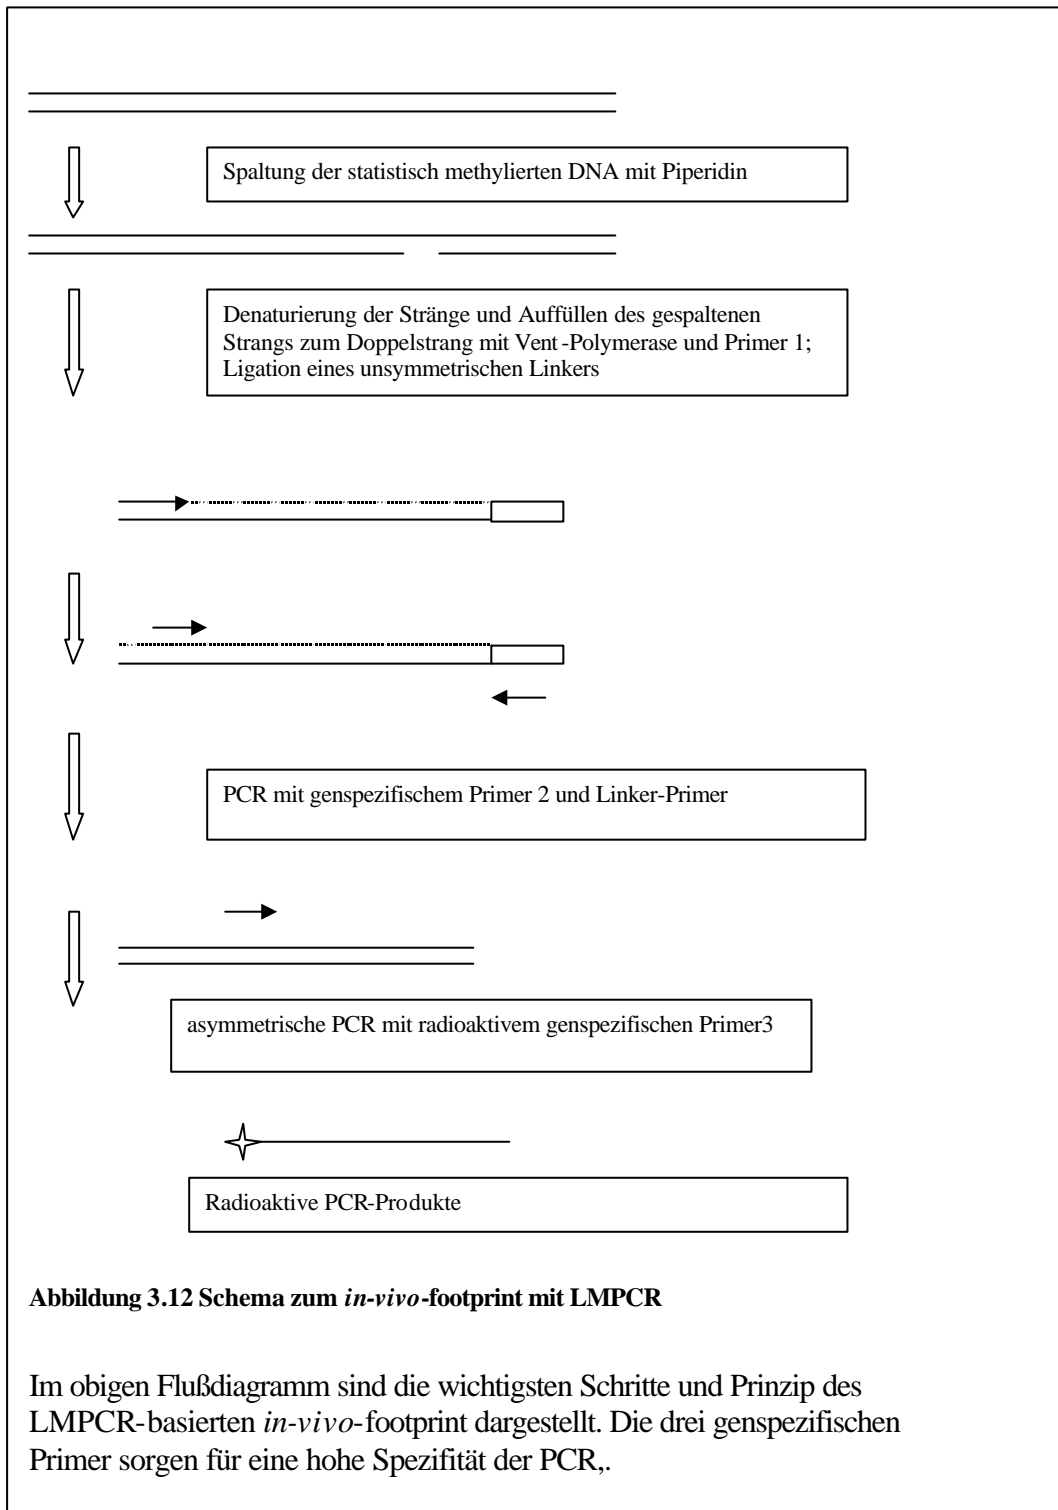 Spaltung der statistisch methylierten DNA mit Piperidin
Denaturierung der Stränge und Auffüllen des gespaltenen
Strangs zum Doppelstrang mit Vent-Polymerase und Primer 1;
Ligation eines unsymmetrischen Linkers
PCR mit genspezifischem Primer 2 und Linker-Primer
asymmetrische PCR mit radioaktivem genspezifischen Primer3
Radioaktive PCR-Produkte
Abbildung 3.12 Schema zum in-vivo-footprint mit LMPCR
Im obigen Flußdiagramm sind die wichtigsten Schritte und Prinzip des
LMPCR-basierten in-vivo-footprint dargestellt. Die drei genspezifischen
Primer sorgen für eine hohe Spezifität der PCR,.